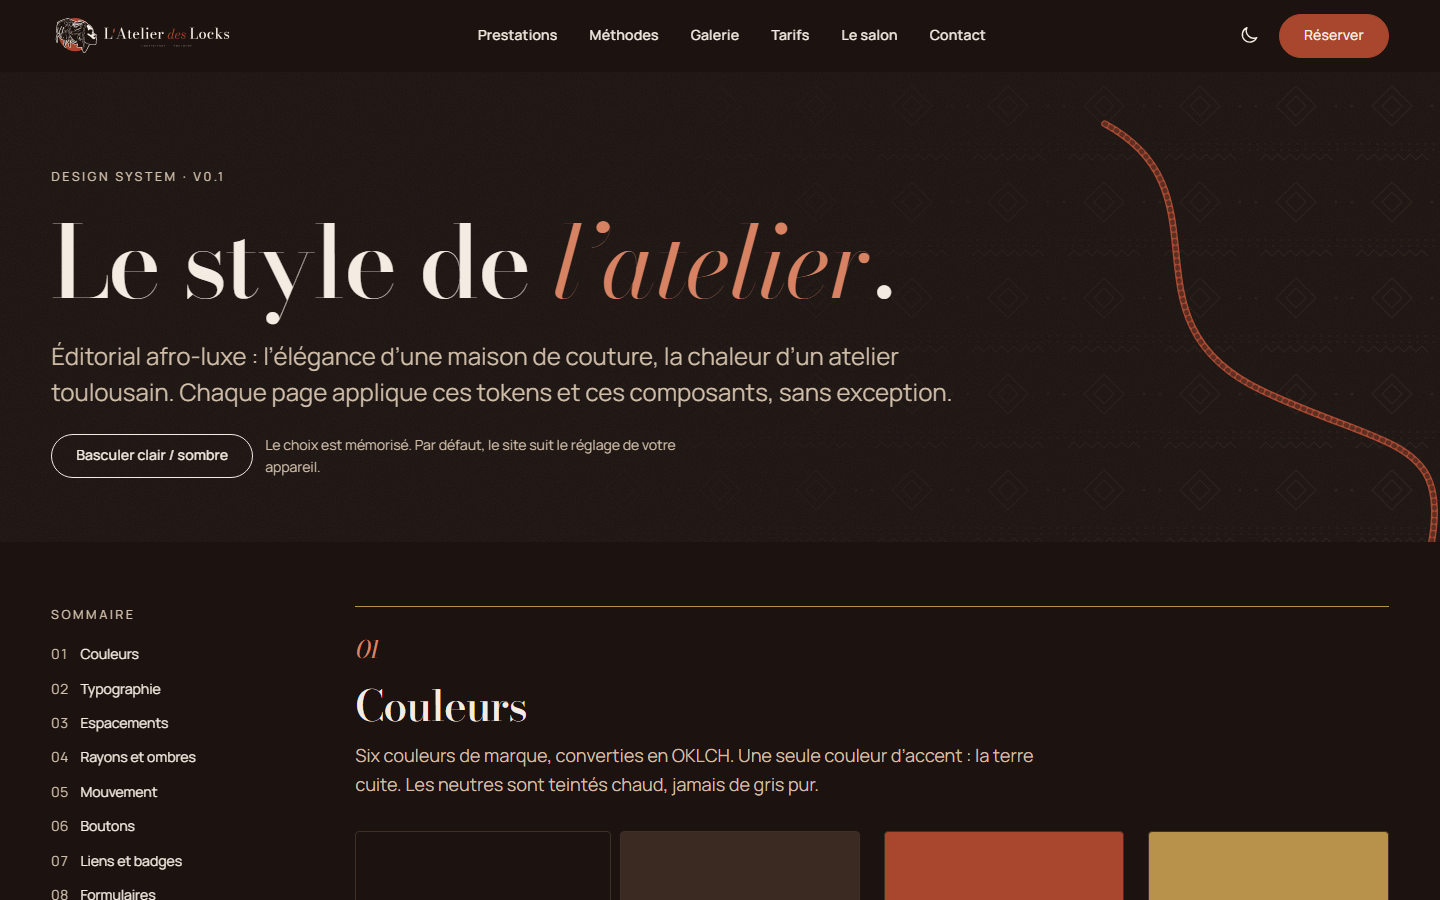 L'Atelier des Locks
Prestations
Méthodes
Galerie
Tarifs
Le salon
Contact
Réserver
DESIGN SYSTEM · V0.1
Le style de l’atelier.
Éditorial afro-luxe : l’élégance d’une maison de couture, la chaleur d’un atelier
toulousain. Chaque page applique ces tokens et ces composants, sans exception.
Basculer clair / sombre
Le choix est mémorisé. Par défaut, le site suit le réglage de votre
appareil.
SOMMAIRE
01 Couleurs
02 Typographie
03 Espacements
04 Rayons et ombres
05 Mouvement
06 Boutons
07 Liens et badges
08 Formulaires
01
Couleurs
Six couleurs de marque, converties en OKLCH. Une seule couleur d’accent : la terre
cuite. Les neutres sont teintés chaud, jamais de gris pur.